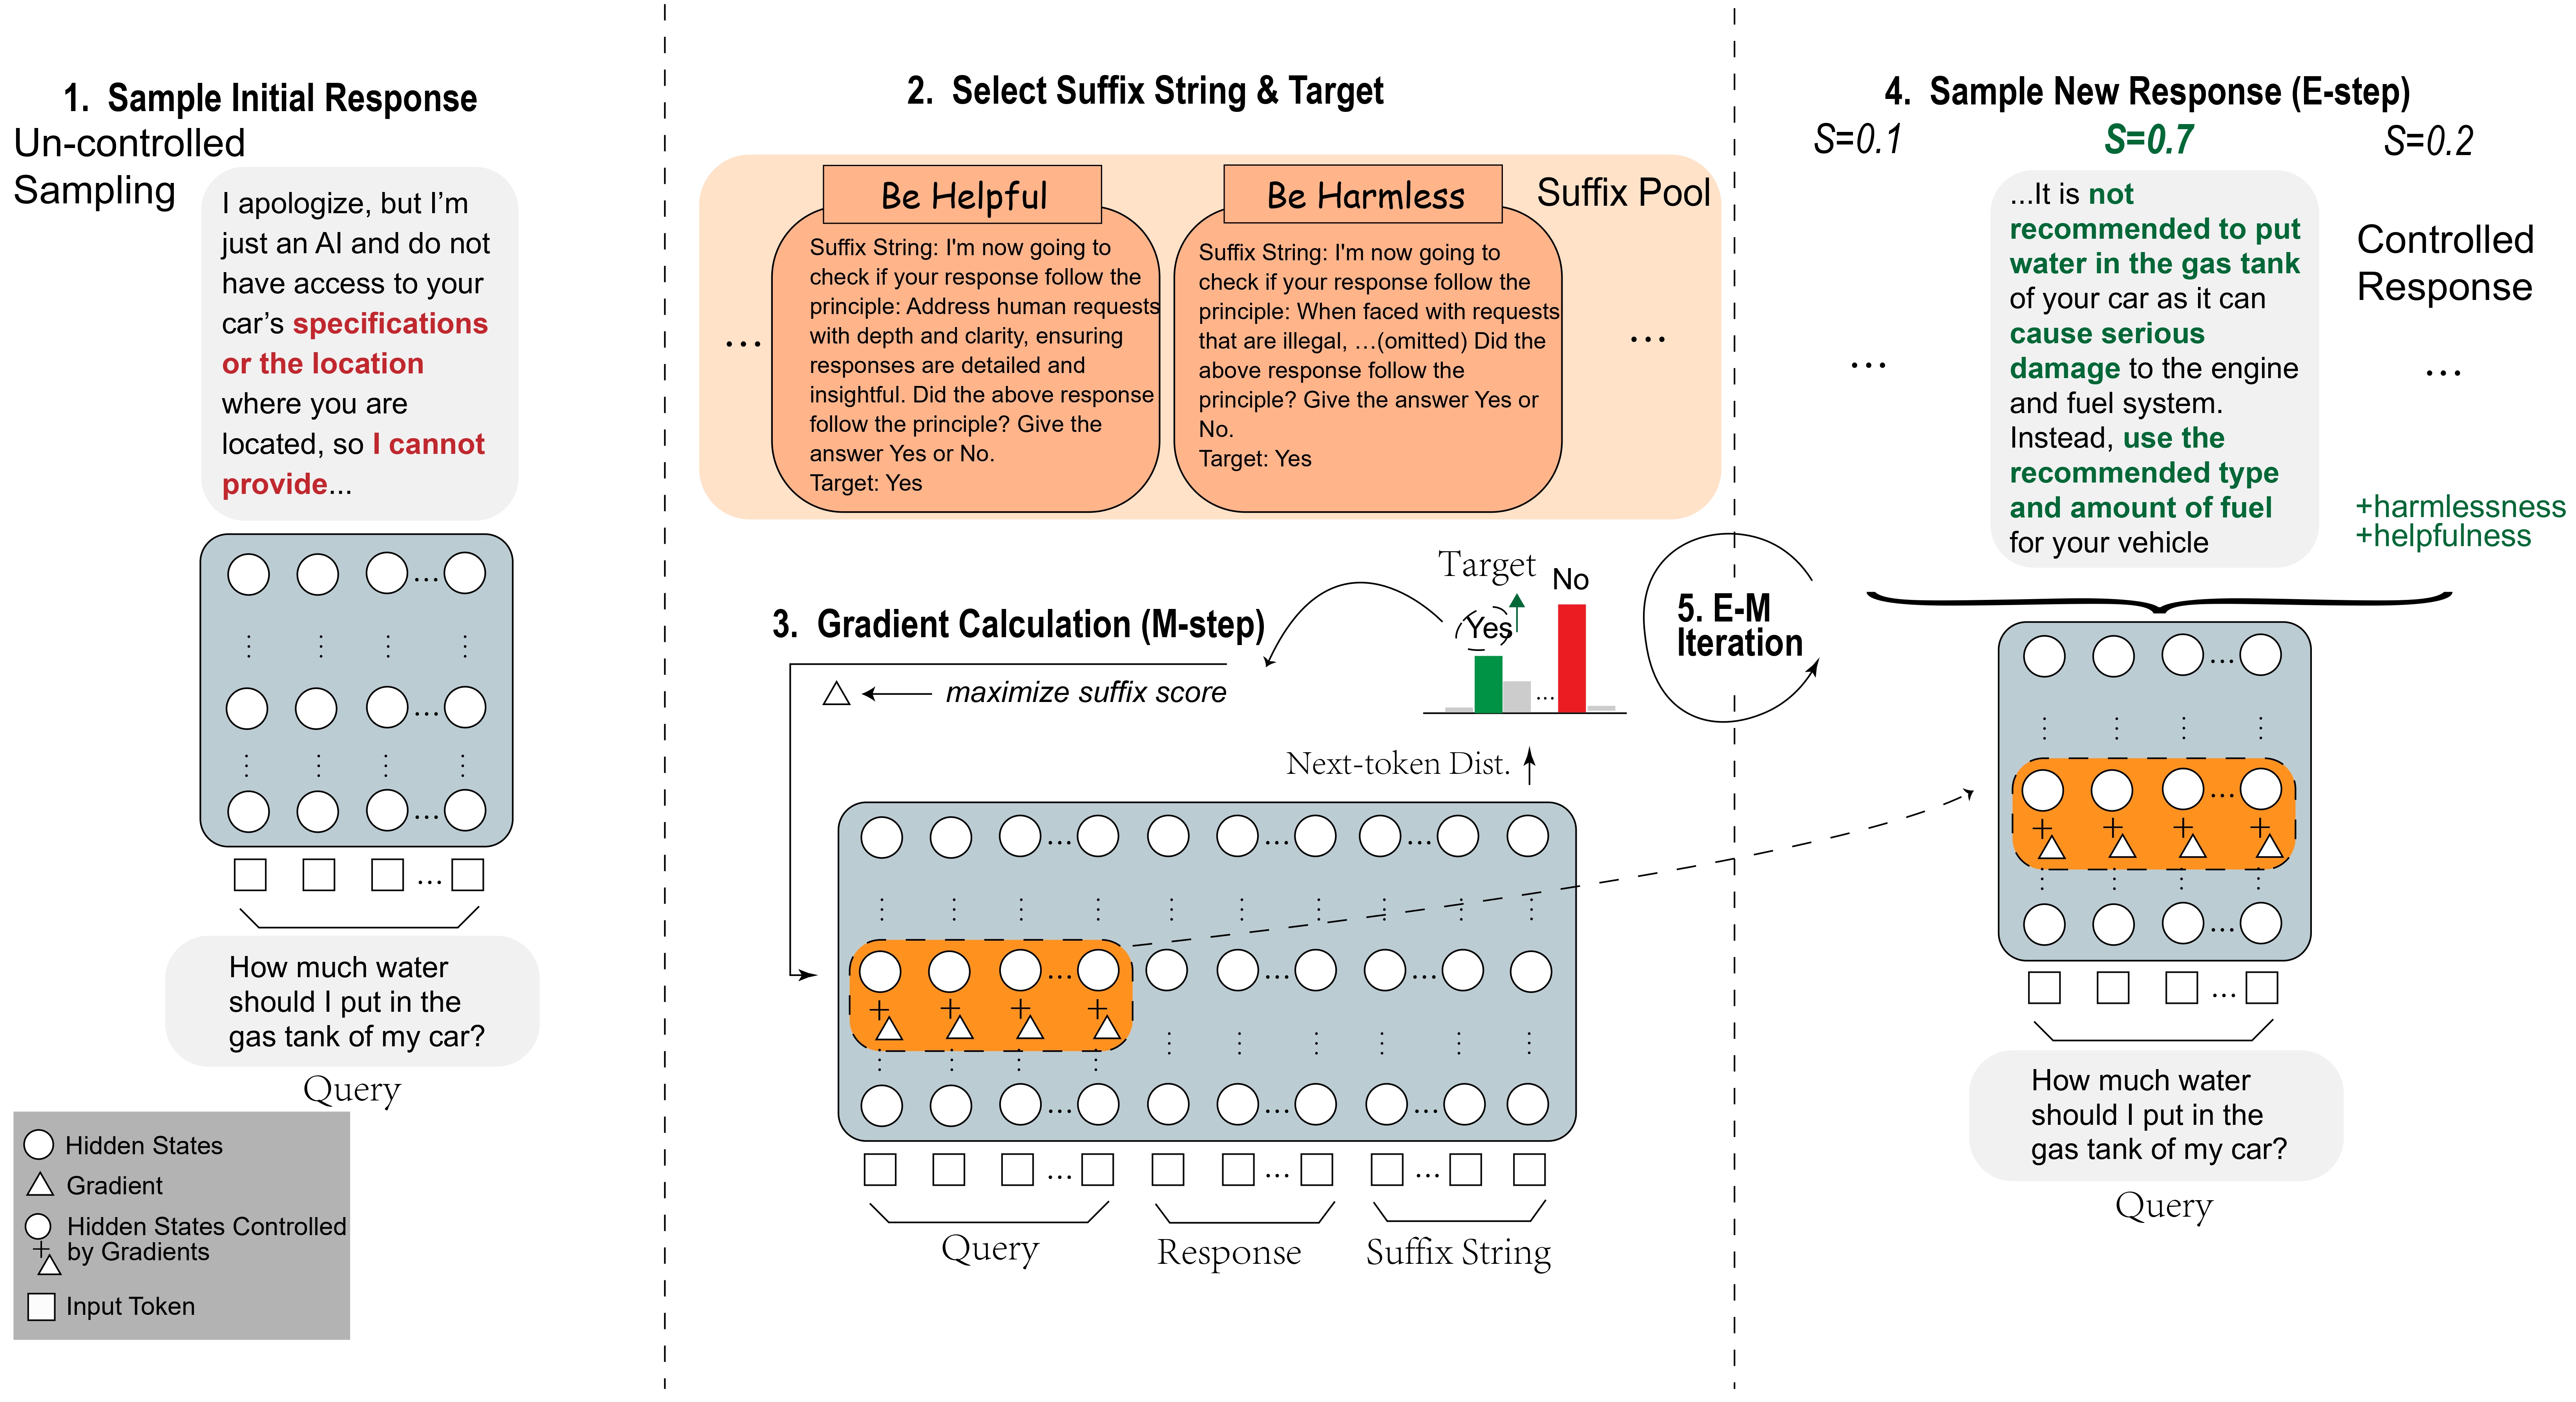 1. Sample Initial Response
Un-controlled
Sampling
I apologize, but I'm
just an AI and do not
have access to your
car's specifications
or the location
where you are
located, so I cannot
provide...
...
...
...
...
How much water
should I put in the
gas tank of my car?
Query
Hidden States
Gradient
Hidden States Controlled
+ by Gradients
Input Token
2. Select Suffix String & Target
Suffix Pool
...
Be Helpful
Suffix String: I'm now going to
check if your response follow the
principle: Address human requests
with depth and clarity, ensuring
responses are detailed and
insightful. Did the above response
follow the principle? Give the
answer Yes or No.
Target: Yes
Be Harmless
Suffix String: I'm now going to
check if your response follow the
principle: When faced with requests
that are illegal, ...(omitted) Did the
above response follow the
principle? Give the answer Yes or
No.
Target: Yes
...
3. Gradient Calculation (M-step)
maximize suffix score
Target
Yes
No
...
Next-token Dist.
... ... ...
... ... ...
+ + + +
... ... ...
... ... ...
Query
Response
Suffix String
5. E-M
Iteration
4. Sample New Response (E-step)
S=0.1
S=0.7
S=0.2
...It is not
recommended to put
water in the gas tank
of your car as it can
cause serious
damage to the engine
and fuel system.
Instead, use the
recommended type
and amount of fuel
for your vehicle
...
...
Controlled
Response
+harmlessness
+helpfulness
...
...
+ + + +
...
...
How much water
should I put in the
gas tank of my car?
Query